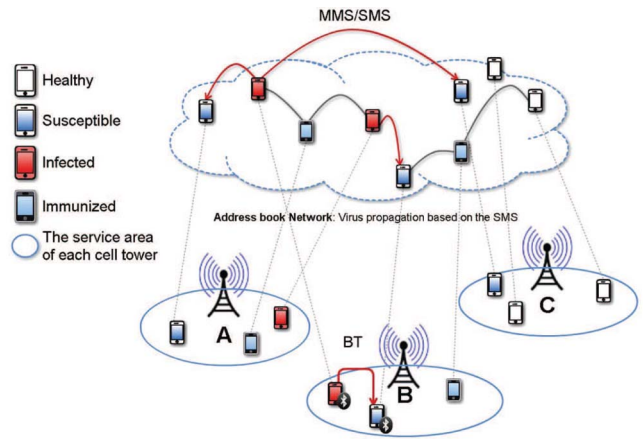 MMS/SMS
Healthy
Susceptible
Infected
Immunized
The service area
of each cell tower
Address book Network: Virus propagation based on the SMS
A
BT
B
C